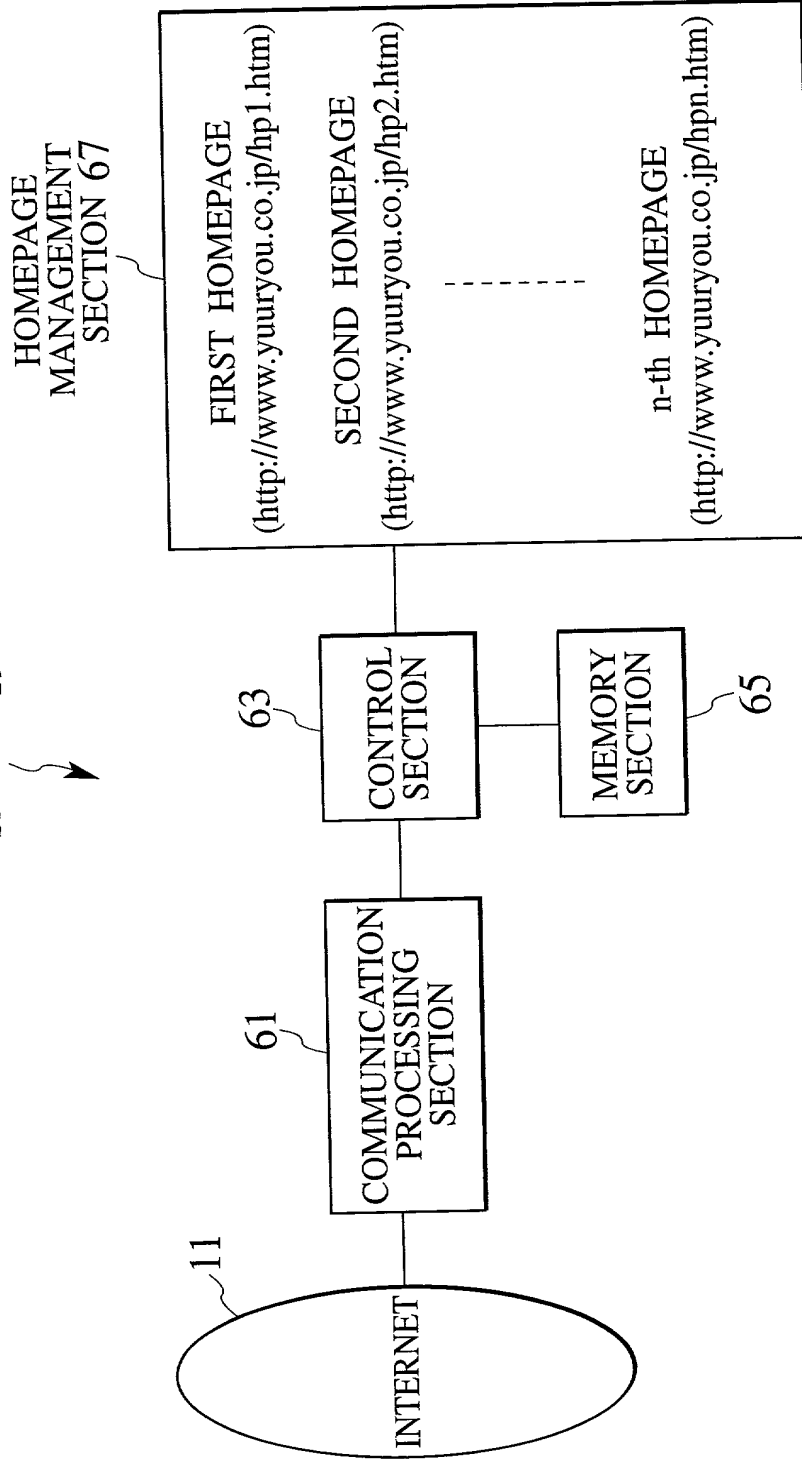 HOMEPAGE
MANAGEMENT
SECTION 67
FIRST HOMEPAGE
(http://www.yuuryou.co.jp/hp1.htm)
SECOND HOMEPAGE
(http://www.yuuryou.co.jp/hp2.htm)
n-th HOMEPAGE
(http://www.yuuryou.co.jp/hpn.htm)
63
CONTROL
SECTION
MEMORY
SECTION
65
61
COMMUNICATION
PROCESSING
SECTION
11
INTERNET